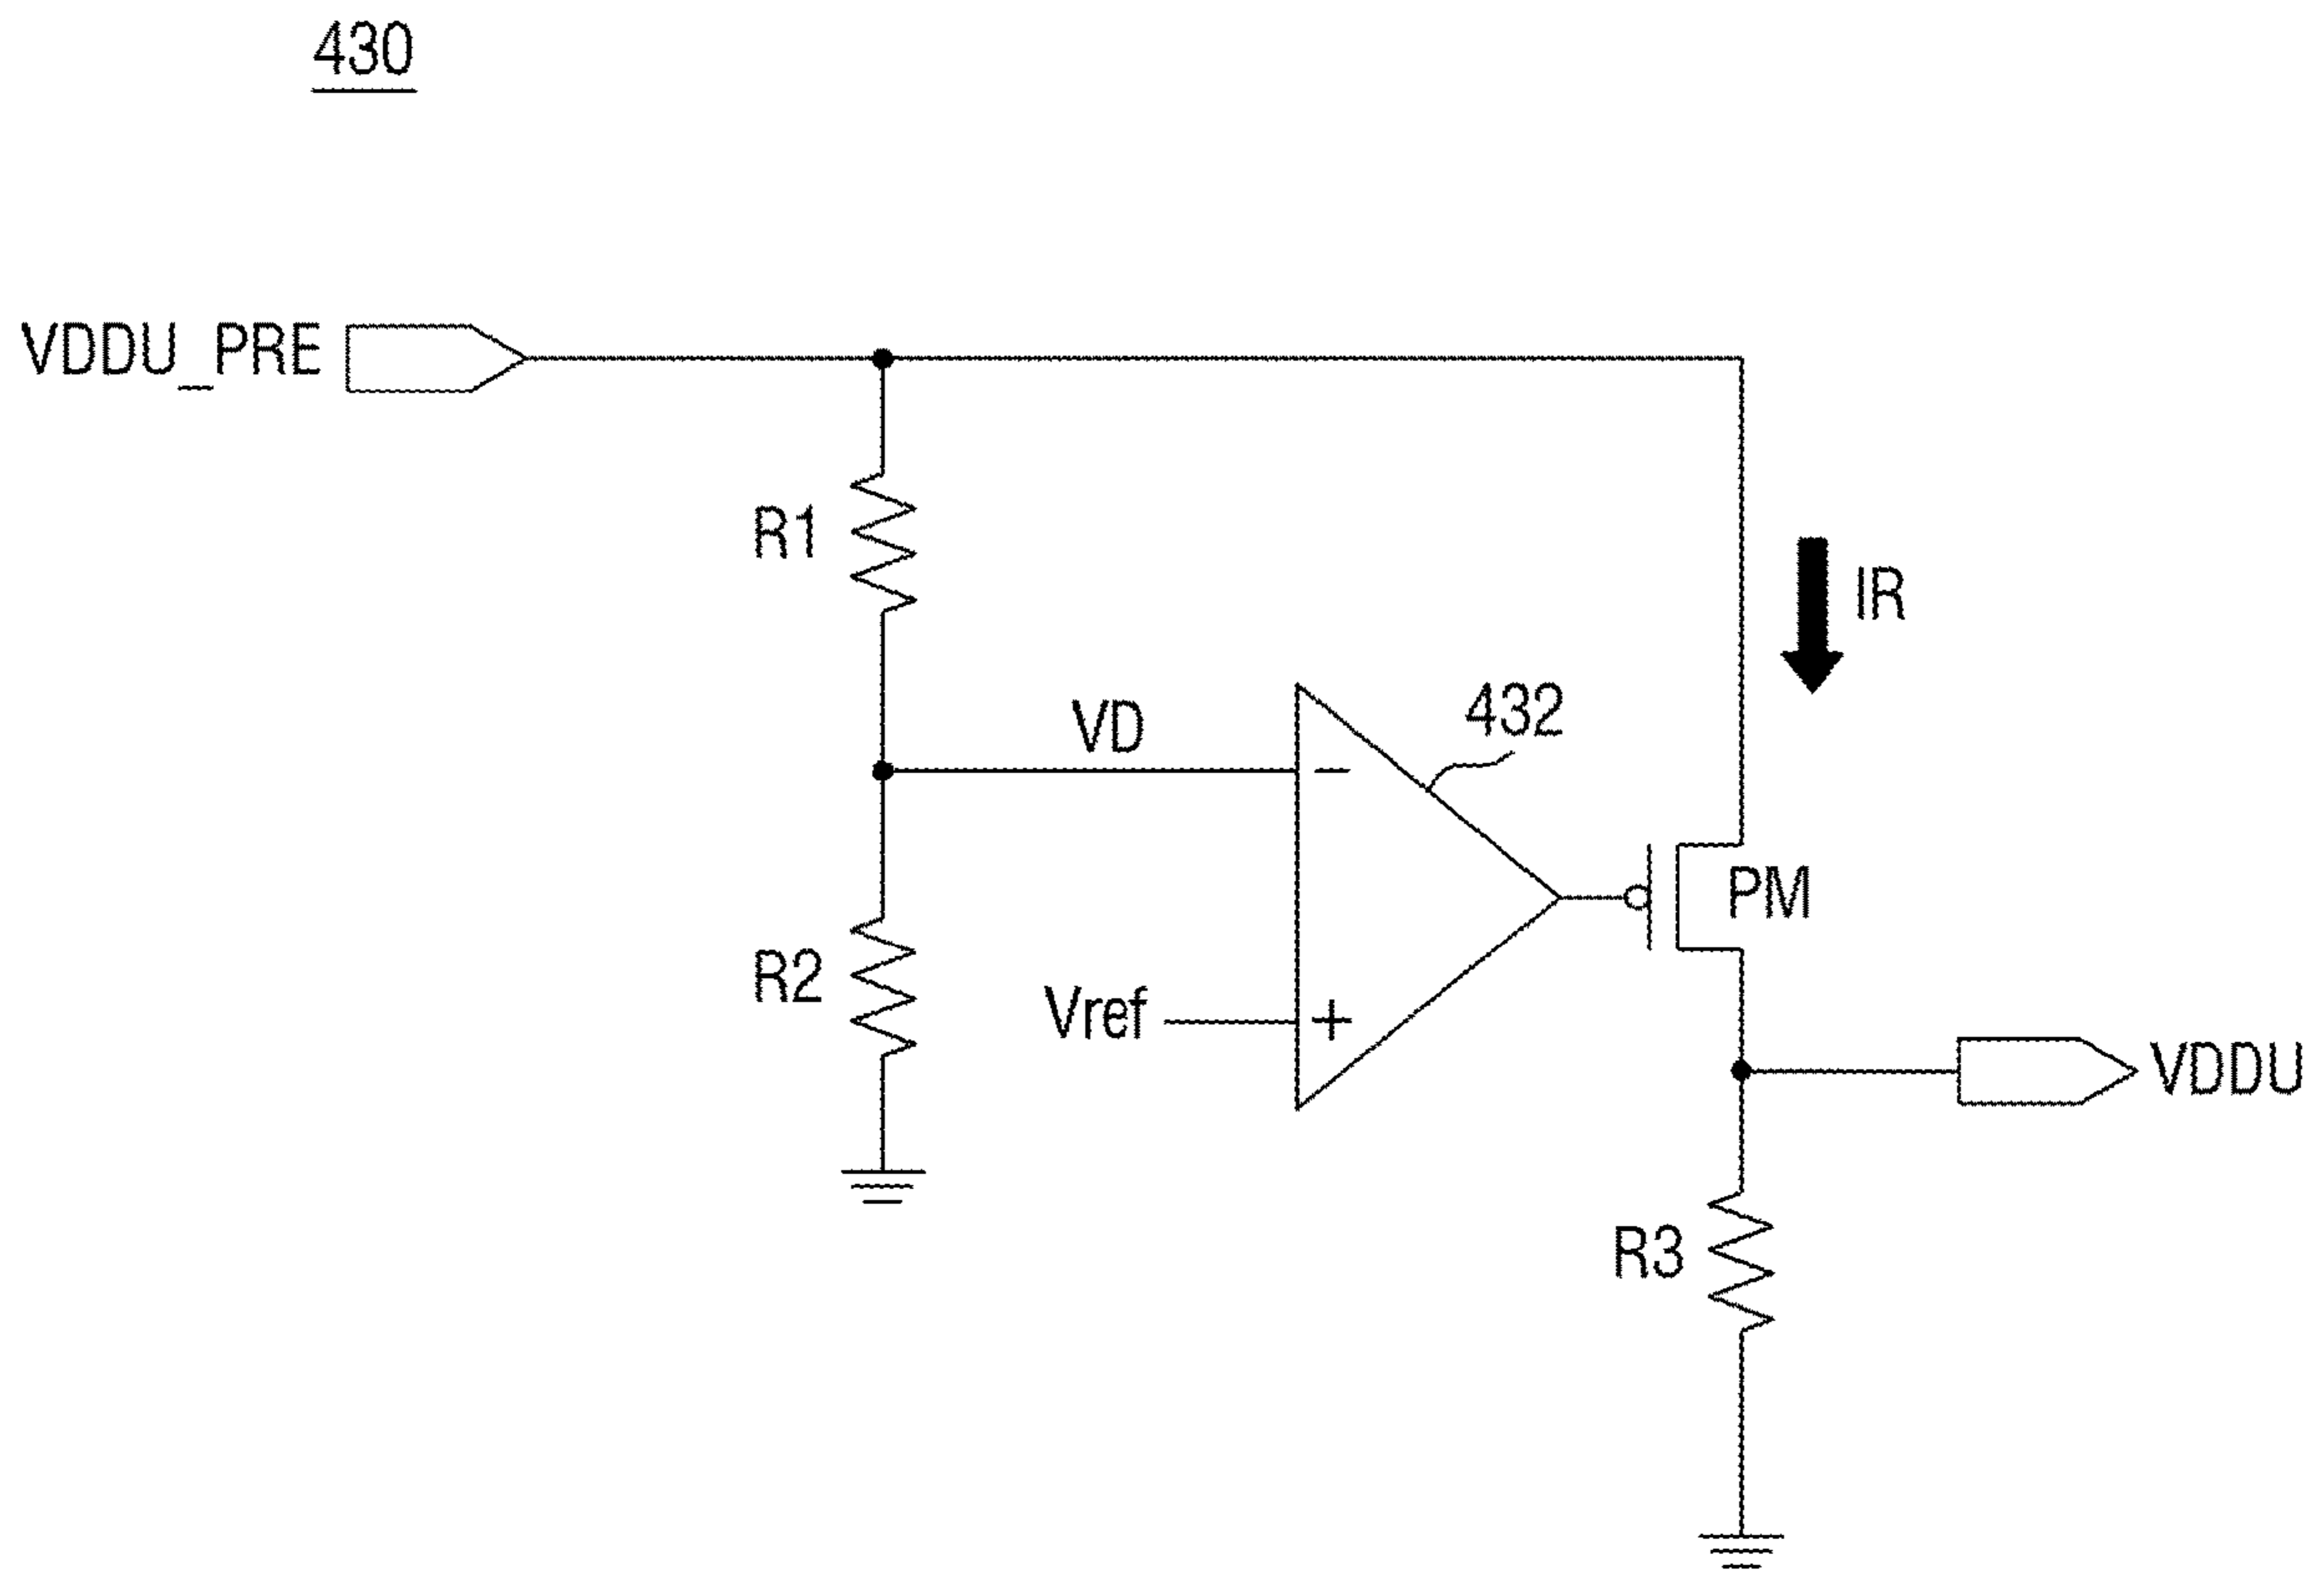 430
VDDU_PRE
R1
IR
VD
432
-
PM
R2
Vref
+
VDDU
R3